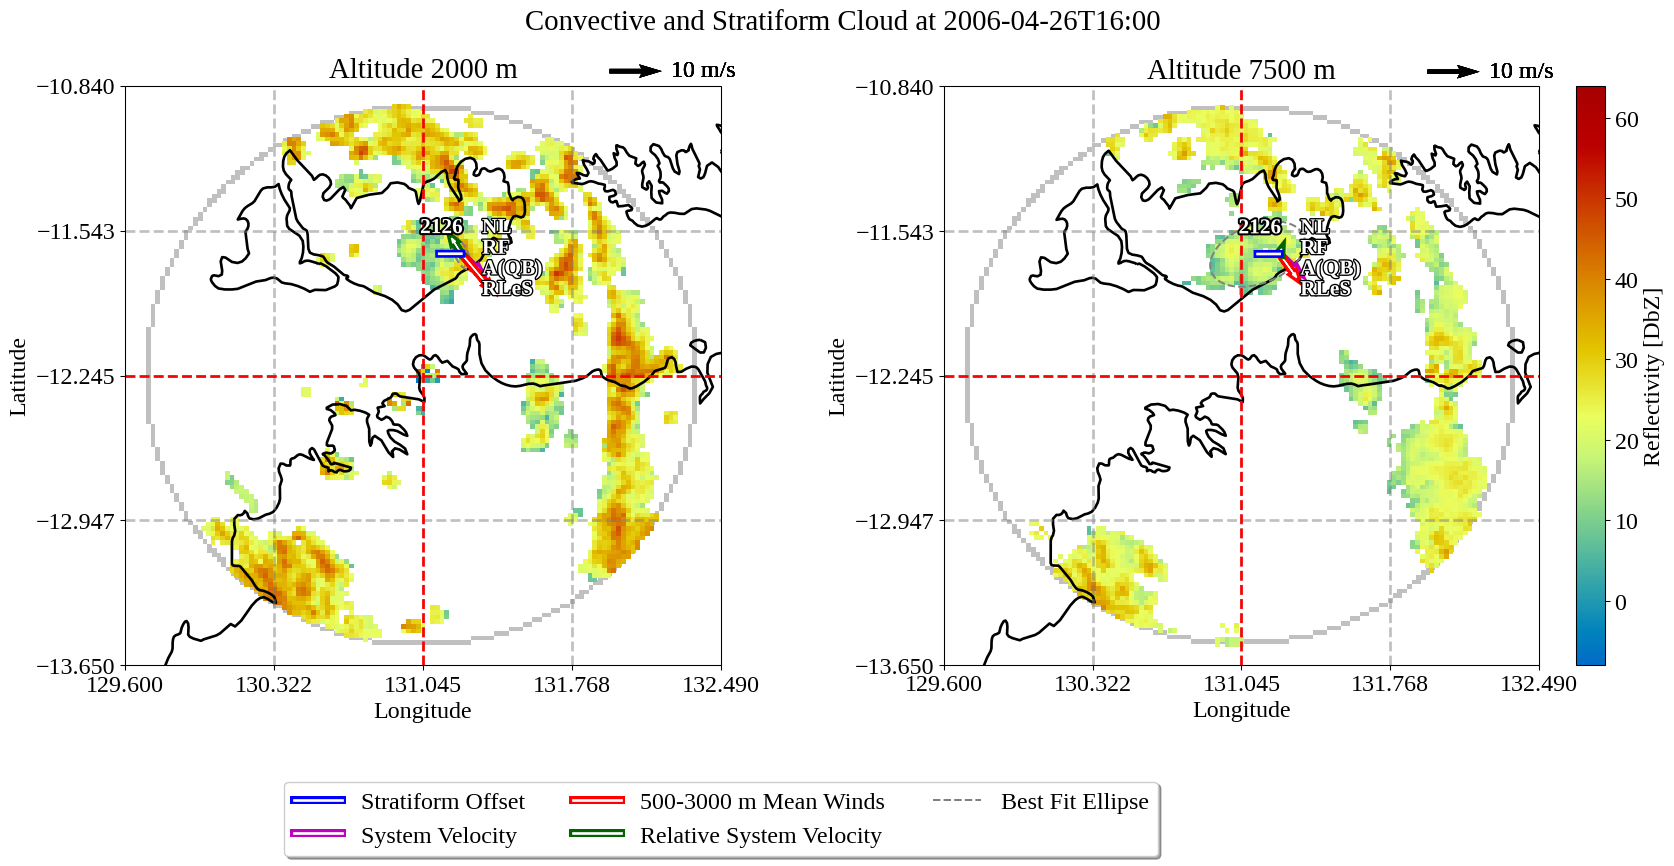 Convective and Stratiform Cloud at 2006-04-26T16:00
Altitude 2000 m
10 m/s
−10.840
−11.543
−12.245
−12.947
−13.650
129.600
130.322
131.045
131.768
132.490
Latitude
Longitude
2126
NL
RF
A(QB)
RLeS
Altitude 7500 m
10 m/s
−10.840
−11.543
−12.245
−12.947
−13.650
129.600
130.322
131.045
131.768
132.490
Latitude
Longitude
2126
NL
RF
A(QB)
RLeS
60
50
40
30
20
10
0
Reflectivity [DbZ]
Stratiform Offset
System Velocity
500-3000 m Mean Winds
Relative System Velocity
Best Fit Ellipse